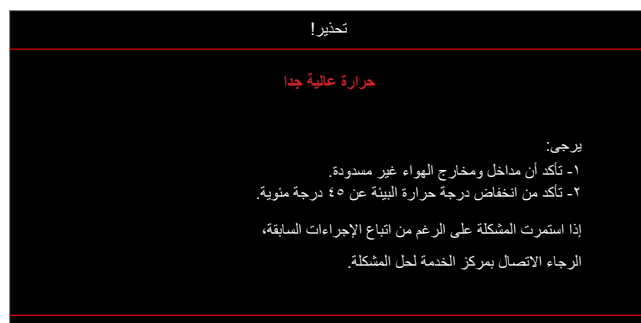 تحذير!
حرارة عالية جدا
يرجى:
١- تأكد أن مداخل ومخارج الهواء غير مسدودة.
٢- تأكد من انخفاض درجة حرارة البيئة عن ٤٥ درجة مئوية.
إذا استمرت المشكلة على الرغم من اتباع الإجراءات السابقة،
الرجاء الاتصال بمركز الخدمة لحل المشكلة.